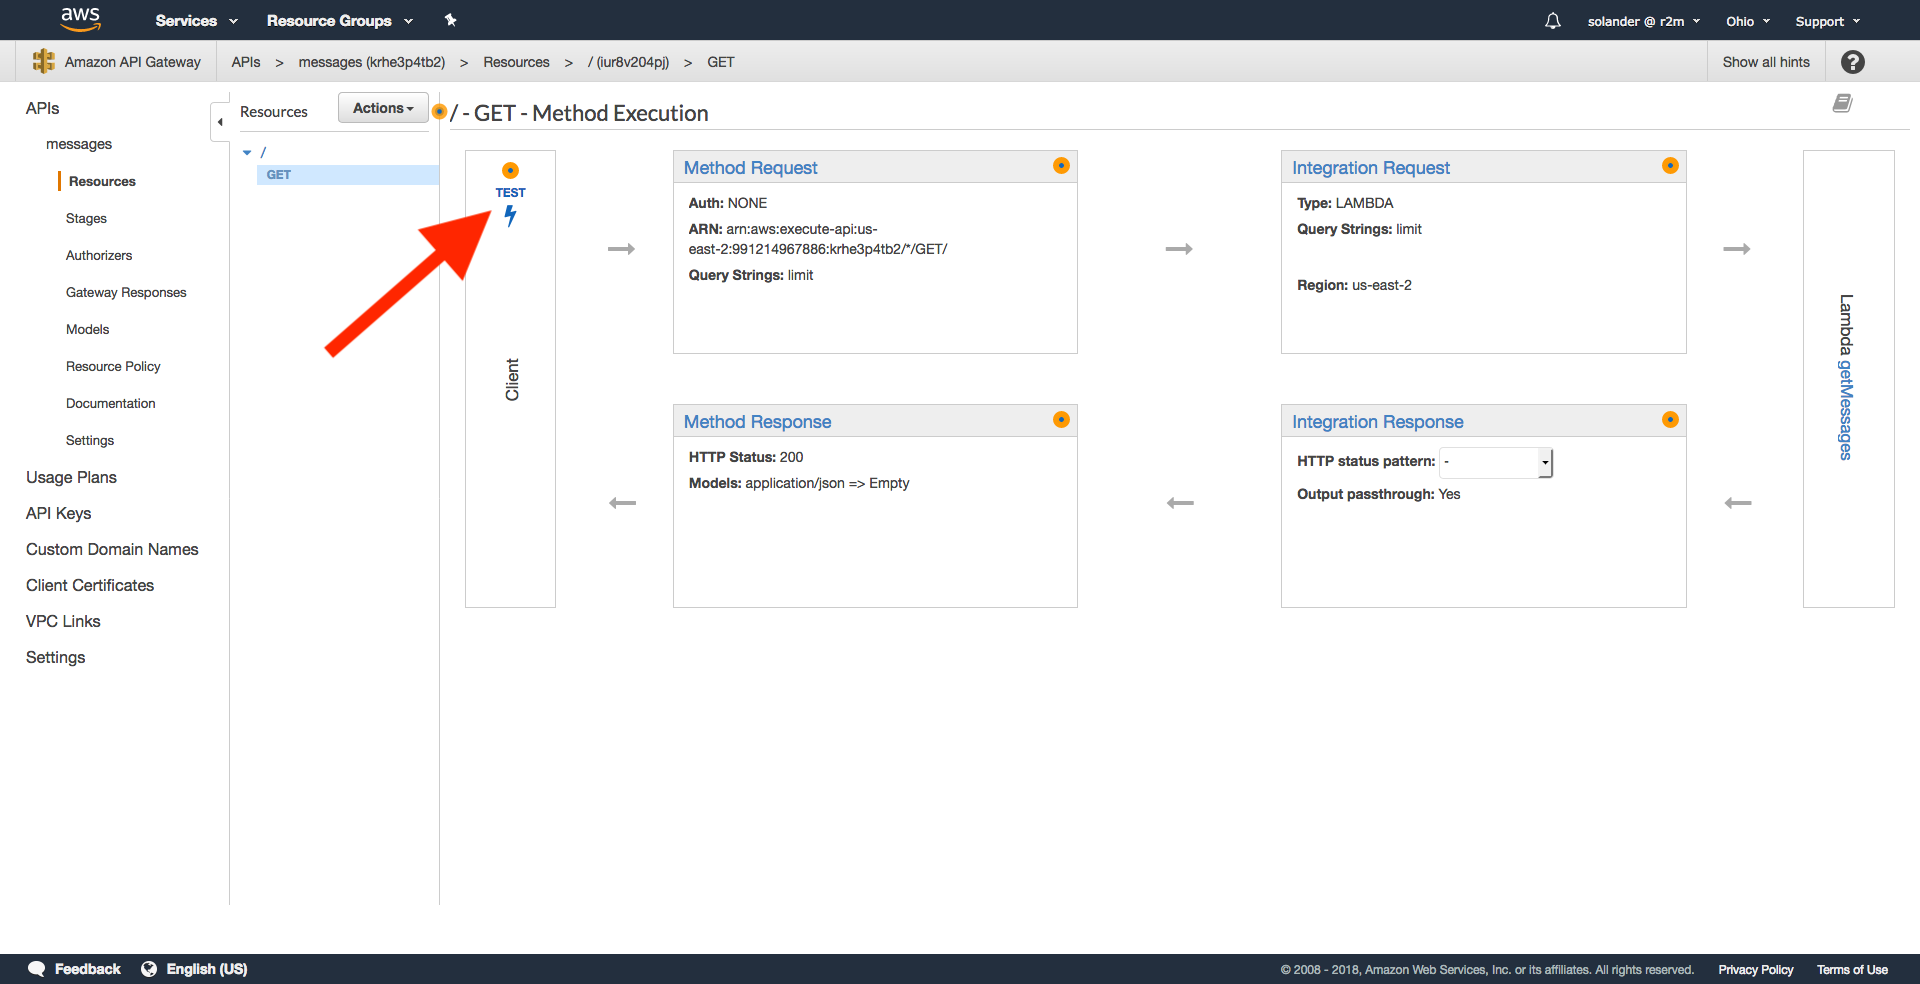 aws
Services
Resource Groups
solander @ r2m
Ohio
Support
Amazon API Gateway
APIs > messages (krhe3p4tb2) > Resources > / (iur8v204pj) > GET
Show all hints
?
APIs
messages
Resources
Stages
Authorizers
Gateway Responses
Models
Resource Policy
Documentation
Settings
Usage Plans
API Keys
Custom Domain Names
Client Certificates
VPC Links
Settings
Resources
Actions
/
GET
/ - GET - Method Execution
TEST
Client
Method Request
Auth: NONE
ARN: arn:aws:execute-api:us-
east-2:991214967886:krhe3p4tb2/*/GET/
Query Strings: limit
Integration Request
Type: LAMBDA
Query Strings: limit
Region: us-east-2
Lambda getMessages
Method Response
HTTP Status: 200
Models: application/json => Empty
Integration Response
HTTP status pattern: -
Output passthrough: Yes
Feedback
English (US)
© 2008 - 2018, Amazon Web Services, Inc. or its affiliates. All rights reserved.
Privacy Policy
Terms of Use